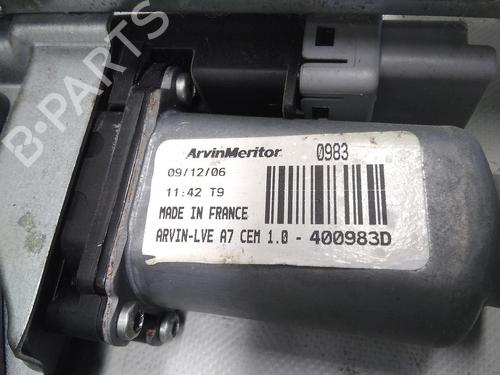 B-PARTS
ArvinMeritor 0983
09/12/06
11:42 T9
MADE IN FRANCE
ARVIN-LVE A7 CEM 1.0 - 400983D